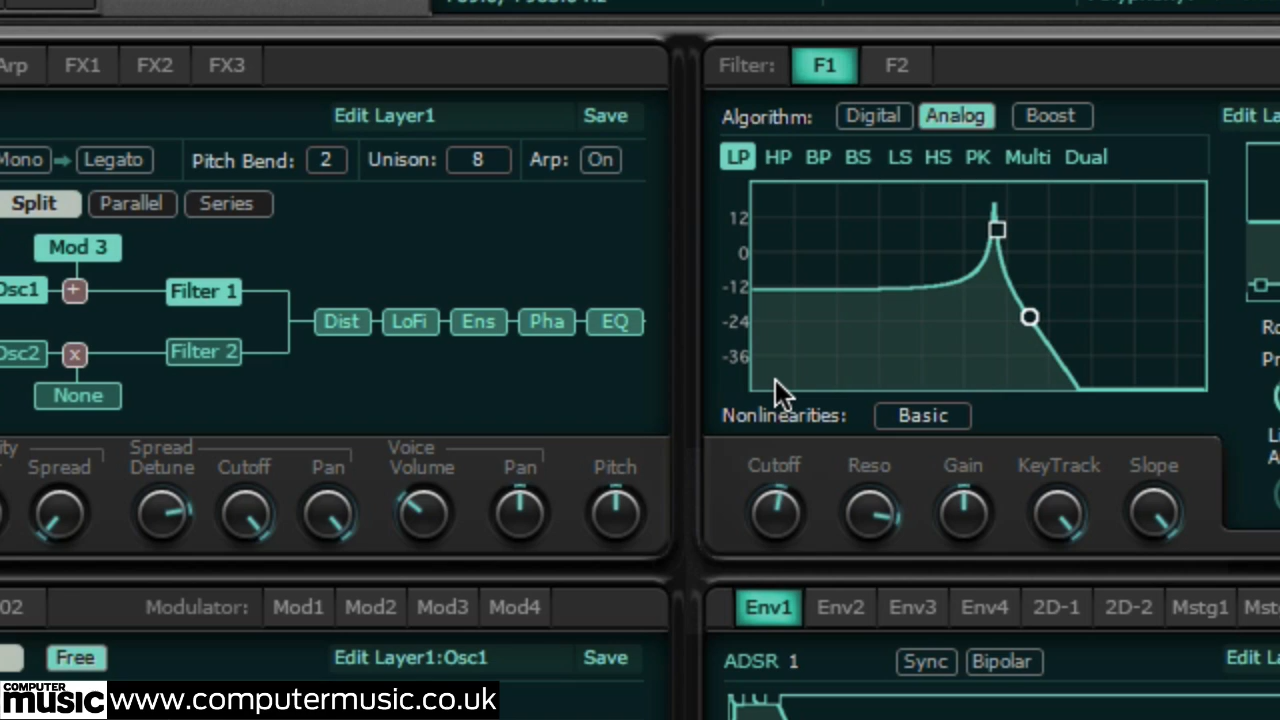 Arp FX1 FX2 FX3
Edit Layer1 Save
Mono Legato Pitch Bend: 2 Unison: 8 Arp: On
Split Parallel Series
Mod 3
Osc1 + Filter 1
Dist LoFi Ens Pha EQ
Osc2 x Filter 2
None
Spread Voice
Spread Detune Cutoff Pan Volume Pan Pitch
Filter: F1 F2
Algorithm: Digital Analog Boost
LP HP BP BS LS HS PK Multi Dual
12
0
-12
-24
-36
Nonlinearities: Basic
Cutoff Reso Gain KeyTrack Slope
02 Modulator: Mod1 Mod2 Mod3 Mod4
Free Edit Layer1:Osc1 Save
Env1 Env2 Env3 Env4 2D-1 2D-2 Mstg1
ADSR 1 Sync Bipolar
COMPUTER
music www.computermusic.co.uk